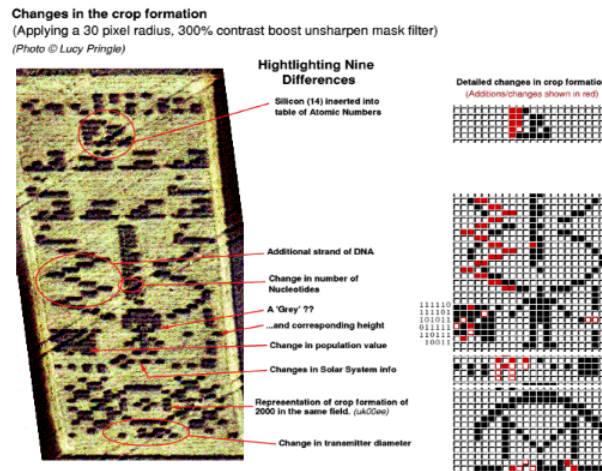 Changes in the crop formation
(Applying a 30 pixel radius, 300% contrast boost unsharpen mask filter)
(Photo © Lucy Pringle)
Hightlighting Nine
Differences
Silicon (14) inserted into
table of Atomic Numbers
Additional strand of DNA
Change in number of
Nucleotides
A 'Grey' ??
...and corresponding height
Change in population value
Changes in Solar System info
Representation of crop formation of
2000 in the same field. (uk00ee)
Change in transmitter diameter
Detailed changes in crop formation
(Additions/changes shown in red)
111110
111101
101011
011111
110111
10011